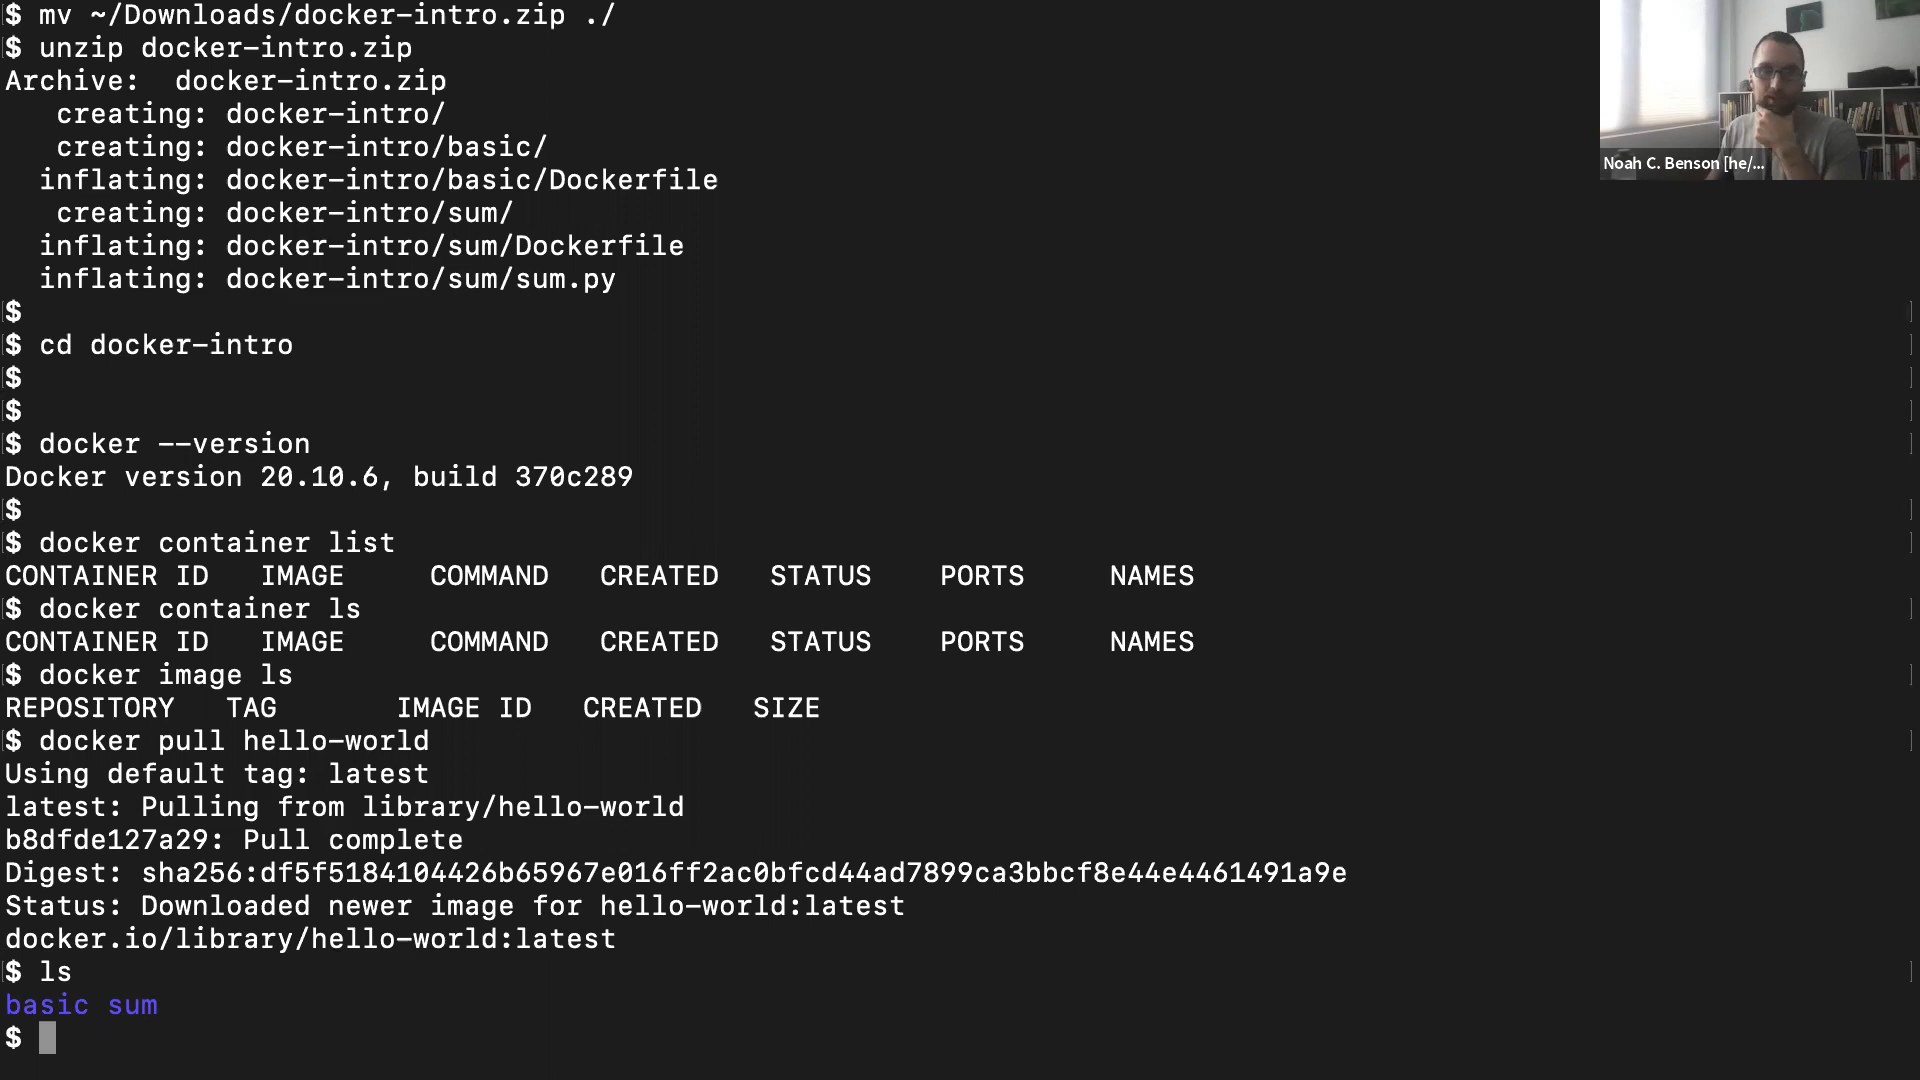 $ mv ~/Downloads/docker-intro.zip ./
$ unzip docker-intro.zip
Archive:  docker-intro.zip
   creating: docker-intro/
   creating: docker-intro/basic/
  inflating: docker-intro/basic/Dockerfile
   creating: docker-intro/sum/
  inflating: docker-intro/sum/Dockerfile
  inflating: docker-intro/sum/sum.py
$
$ cd docker-intro
$
$
$ docker --version
Docker version 20.10.6, build 370c289
$
$ docker container list
CONTAINER ID   IMAGE     COMMAND   CREATED   STATUS    PORTS     NAMES
$ docker container ls
CONTAINER ID   IMAGE     COMMAND   CREATED   STATUS    PORTS     NAMES
$ docker image ls
REPOSITORY   TAG       IMAGE ID   CREATED   SIZE
$ docker pull hello-world
Using default tag: latest
latest: Pulling from library/hello-world
b8dfde127a29: Pull complete
Digest: sha256:df5f5184104426b65967e016ff2ac0bfcd44ad7899ca3bbcf8e44e4461491a9e
Status: Downloaded newer image for hello-world:latest
docker.io/library/hello-world:latest
$ ls
basic sum
$
Noah C. Benson [he/...